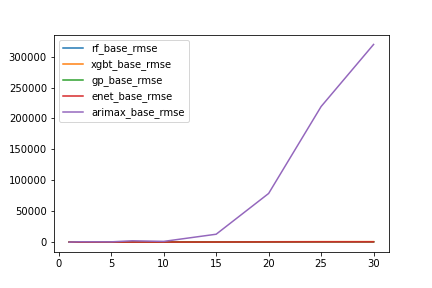 300000
250000
200000
150000
100000
50000
0
rf_base_rmse
xgbt_base_rmse
gp_base_rmse
enet_base_rmse
arimax_base_rmse
0 5 10 15 20 25 30